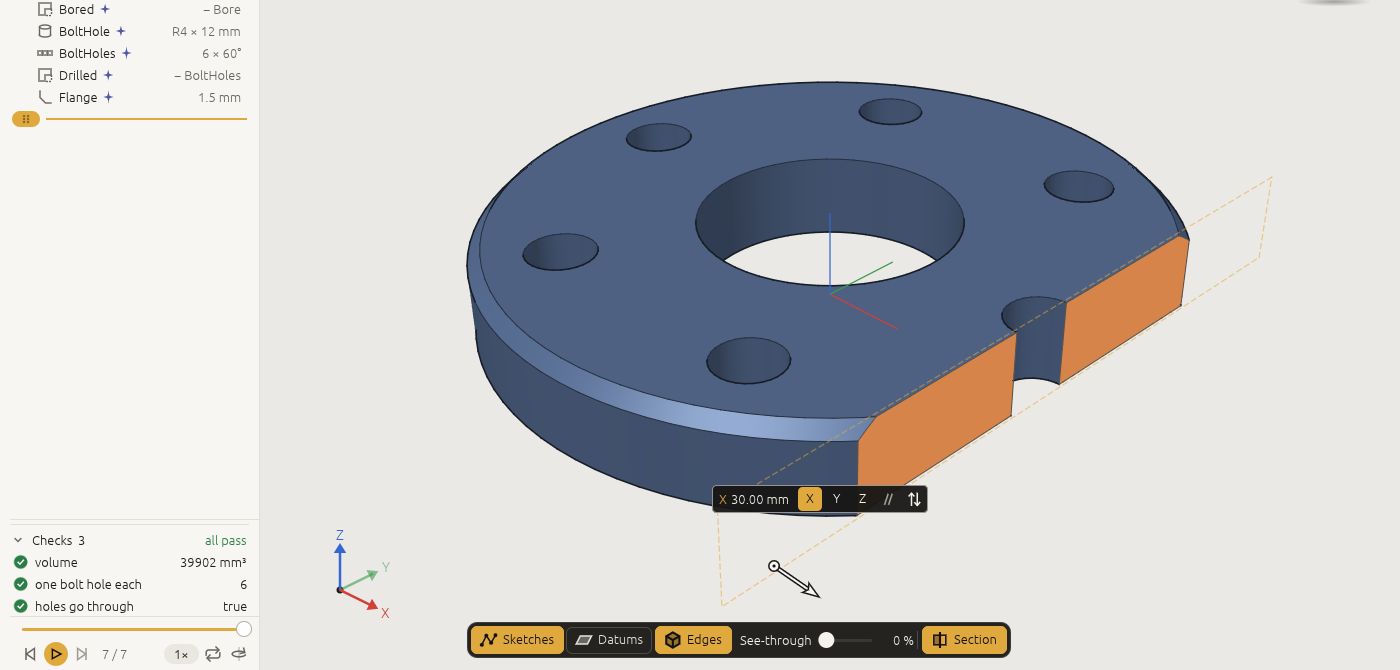 Bored – Bore
BoltHole R4 × 12 mm
BoltHoles 6 × 60°
Drilled – BoltHoles
Flange 1.5 mm
Checks 3 all pass
volume 39902 mm³
one bolt hole each 6
holes go through true
7 / 7 1×
Z
Y
X
X 30.00 mm X Y Z //
Sketches Datums Edges See-through 0 % Section